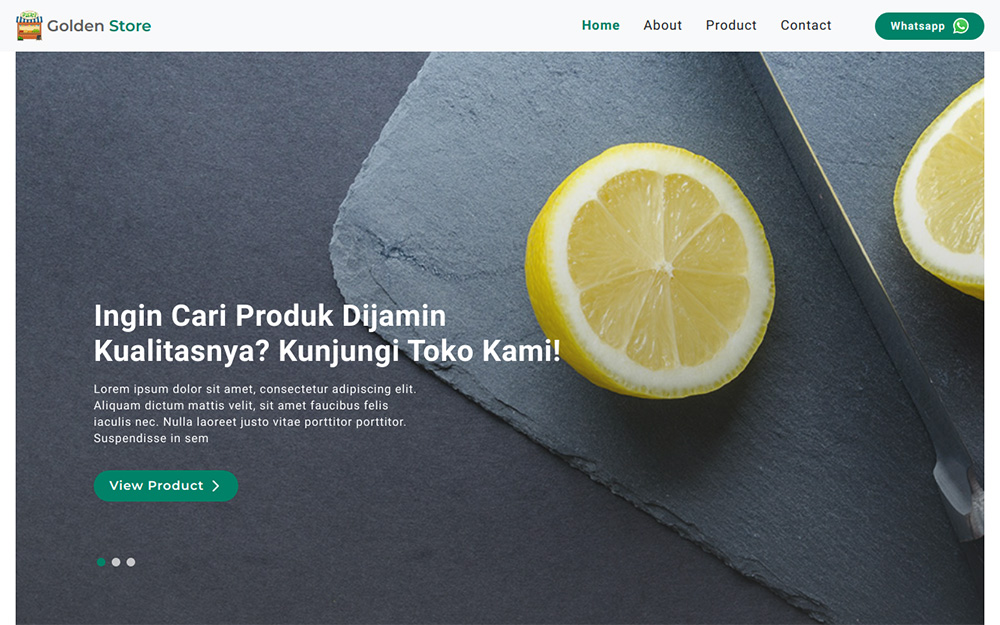 Golden Store
Home
About
Product
Contact
Whatsapp
Ingin Cari Produk Dijamin
Kualitasnya? Kunjungi Toko Kami!
Lorem ipsum dolor sit amet, consectetur adipiscing elit.
Aliquam dictum mattis velit, sit amet faucibus felis
iaculis nec. Nulla laoreet justo vitae porttitor porttitor.
Suspendisse in sem
View Product